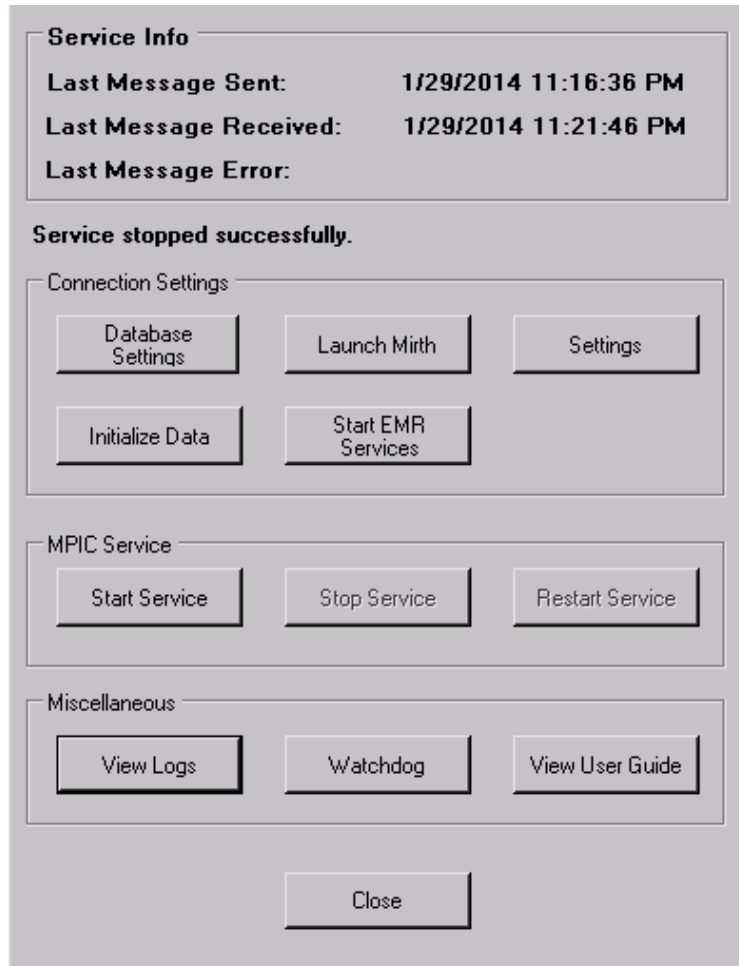 Service Info
Last Message Sent: 1/29/2014 11:16:36 PM
Last Message Received: 1/29/2014 11:21:46 PM
Last Message Error:
Service stopped successfully.
Connection Settings
Database
Settings
Launch Mirth
Settings
Initialize Data
Start EMR
Services
MPIC Service
Start Service
Stop Service
Restart Service
Miscellaneous
View Logs
Watchdog
View User Guide
Close